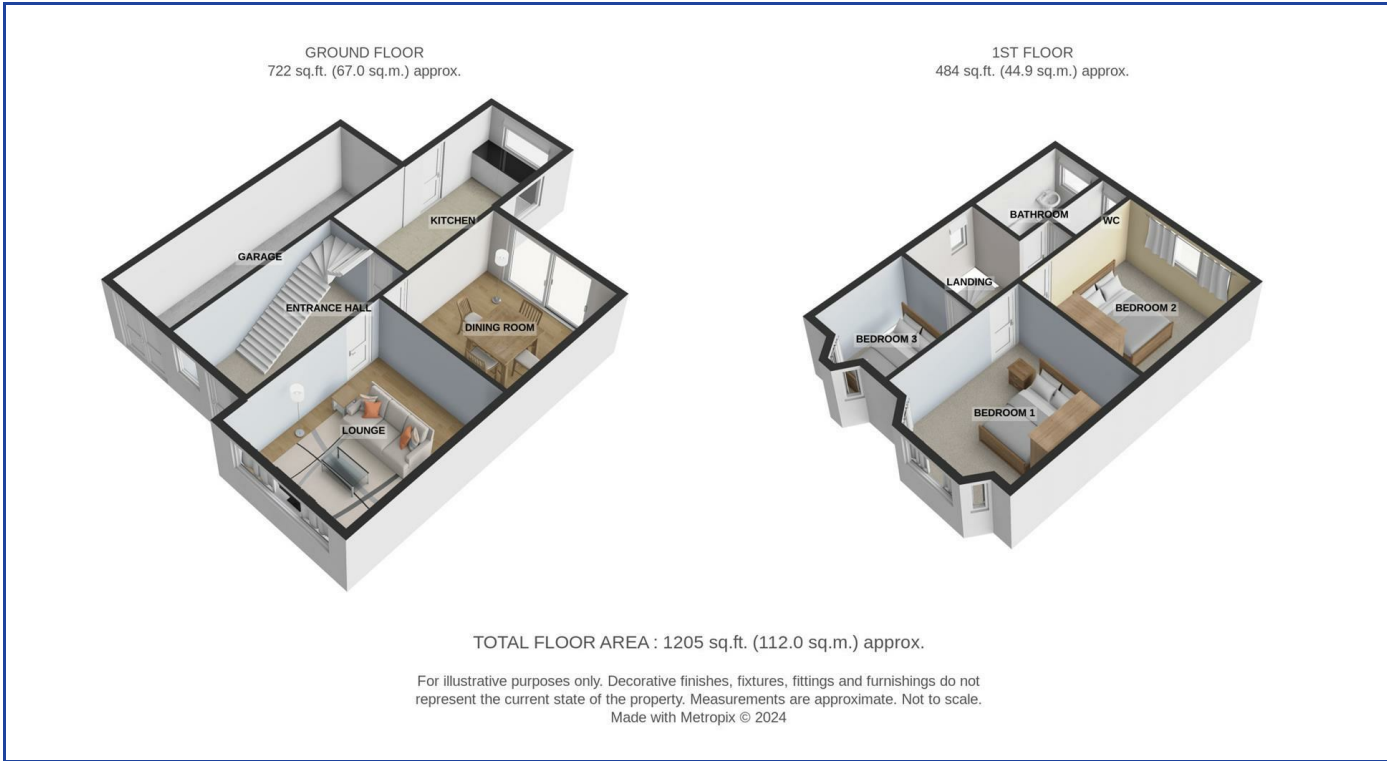 GROUND FLOOR
722 sq.ft. (67.0 sq.m.) approx.
1ST FLOOR
484 sq.ft. (44.9 sq.m.) approx.
KITCHEN
GARAGE
ENTRANCE HALL
DINING ROOM
LOUNGE
BATHROOM
WC
LANDING
BEDROOM 2
BEDROOM 3
BEDROOM 1
TOTAL FLOOR AREA : 1205 sq.ft. (112.0 sq.m.) approx.
For illustrative purposes only. Decorative finishes, fixtures, fittings and furnishings do not
represent the current state of the property. Measurements are approximate. Not to scale.
Made with Metropix © 2024